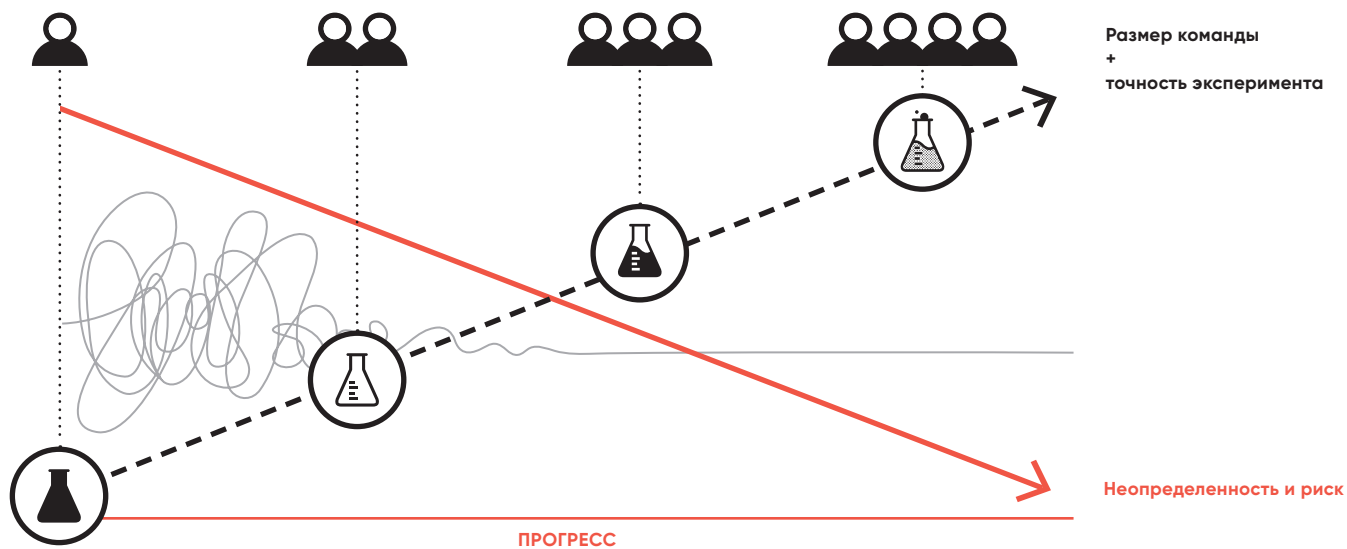 Размер команды
+
точность эксперимента
Неопределенность и риск
ПРОГРЕСС